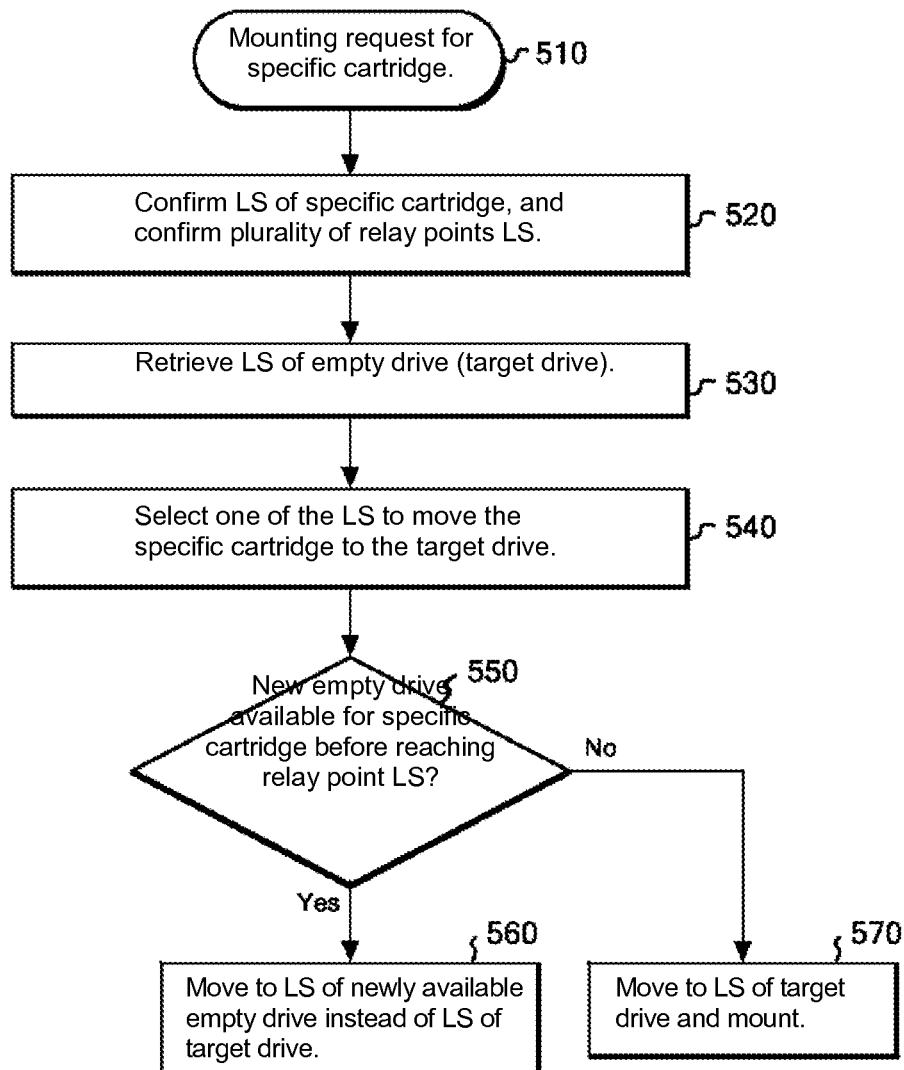 Mounting request for
specific cartridge.
510
Confirm LS of specific cartridge, and
confirm plurality of relay points LS.
520
Retrieve LS of empty drive (target drive).
530
Select one of the LS to move the
specific cartridge to the target drive.
540
550
New empty drive
available for specific
cartridge before reaching
relay point LS?
No
Yes
560
Move to LS of newly available
empty drive instead of LS of
target drive.
570
Move to LS of target
drive and mount.